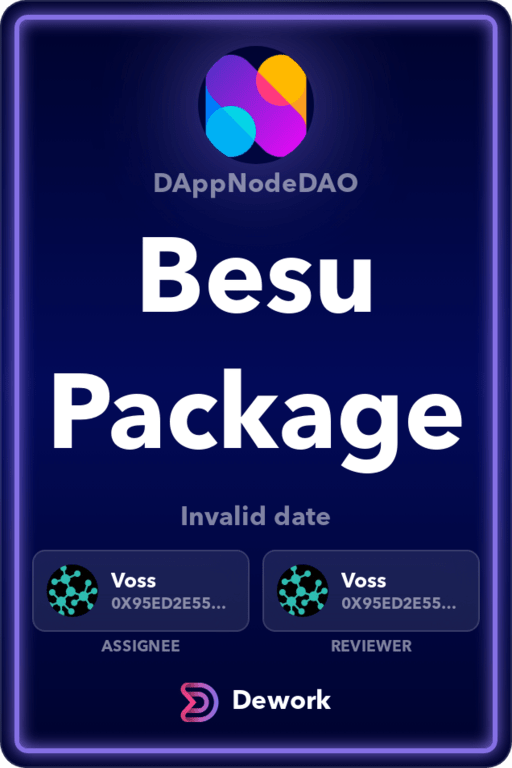 DAppNodeDAO
Besu
Package
Invalid date
Voss
0X95ED2E55...
ASSIGNEE
Voss
0X95ED2E55...
REVIEWER
Dework